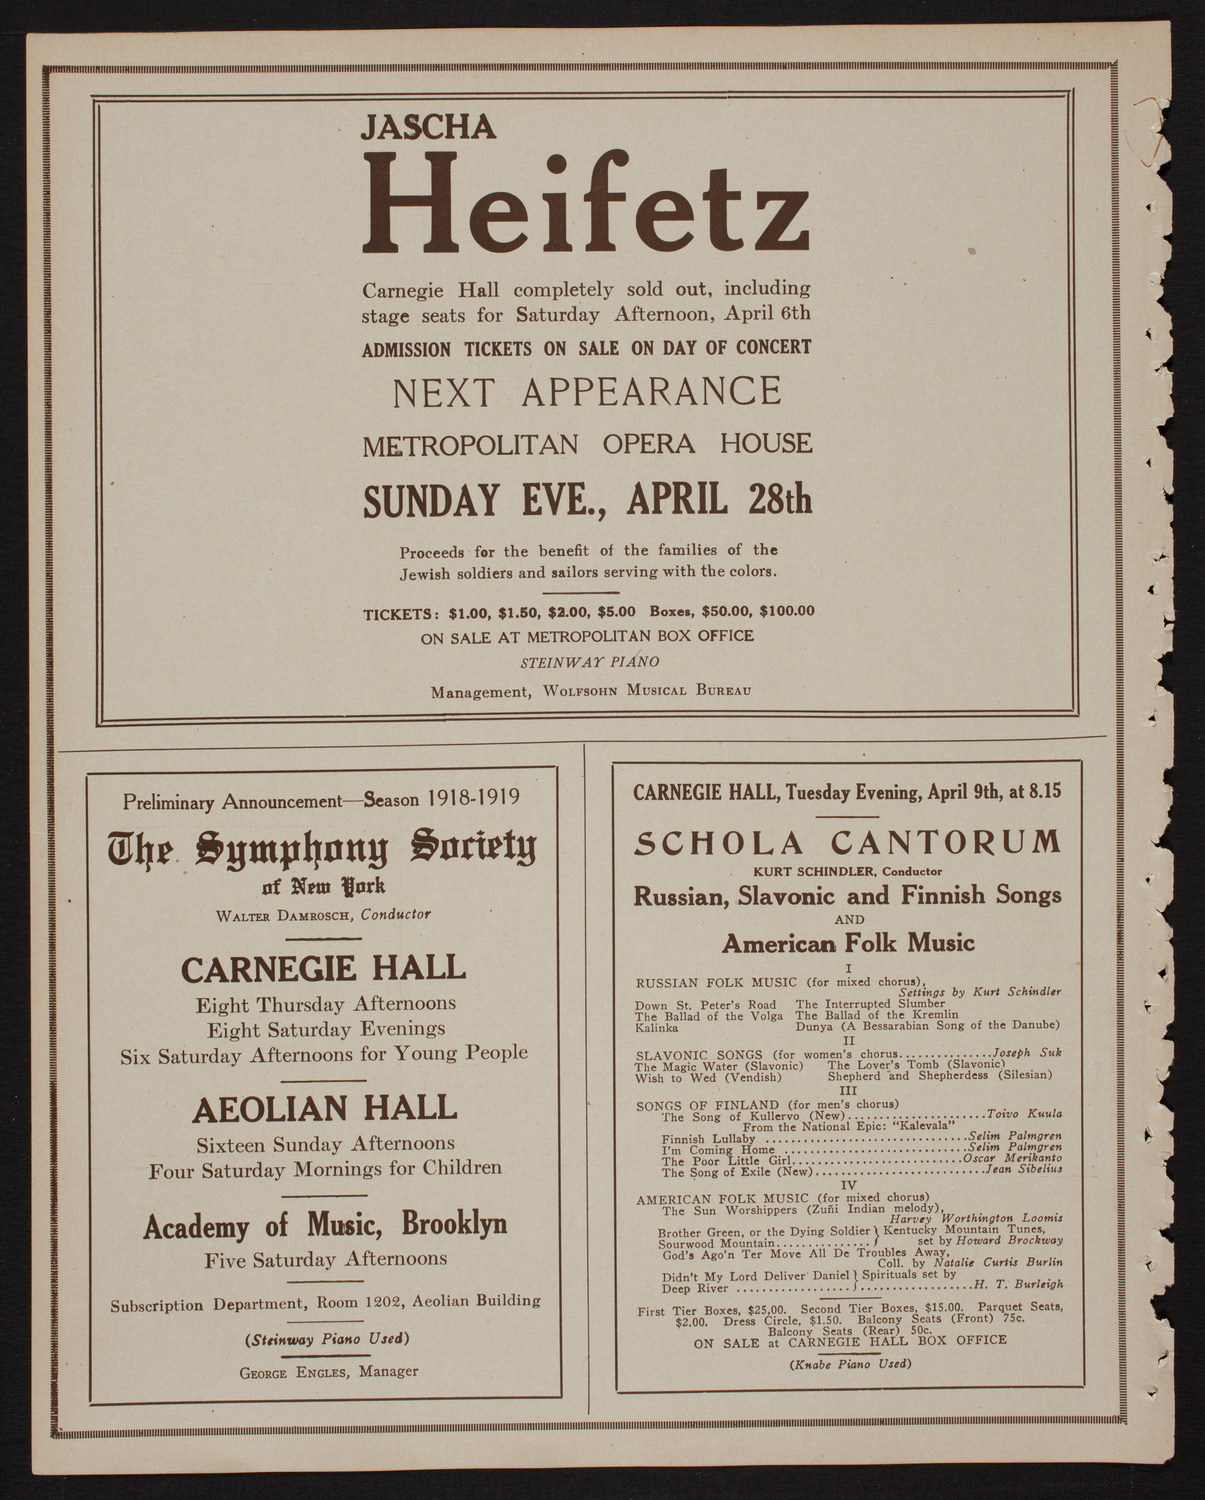 JASCHA
Heifetz
Carnegie Hall completely sold out, including
stage seats for Saturday Afternoon, April 6th
ADMISSION TICKETS ON SALE ON DAY OF CONCERT
NEXT APPEARANCE
METROPOLITAN OPERA HOUSE
SUNDAY EVE., APRIL 28th
Proceeds for the benefit of the families of the
Jewish soldiers and sailors serving with the colors.
TICKETS: $1.00, $1.50, $2.00, $5.00 Boxes, $50.00, $100.00
ON SALE AT METROPOLITAN BOX OFFICE
STEINWAY PIANO
Management, WOLFSOHN MUSICAL BUREAU
Preliminary Announcement—Season 1918-1919
The Symphony Society
of New York
WALTER DAMROSCH, Conductor
CARNEGIE HALL
Eight Thursday Afternoons
Eight Saturday Evenings
Six Saturday Afternoons for Young People
AEOLIAN HALL
Sixteen Sunday Afternoons
Four Saturday Mornings for Children
Academy of Music, Brooklyn
Five Saturday Afternoons
Subscription Department, Room 1202, Aeolian Building
(Steinway Piano Used)
GEORGE ENGLES, Manager
CARNEGIE HALL, Tuesday Evening, April 9th, at 8.15
SCHOLA CANTORUM
KURT SCHINDLER, Conductor
Russian, Slavonic and Finnish Songs
AND
American Folk Music
I
RUSSIAN FOLK MUSIC (for mixed chorus),
Settings by Kurt Schindler
Down St. Peter's Road The Interrupted Slumber
The Ballad of the Volga The Ballad of the Kremlin
Kalinka Dunya (A Bessarabian Song of the Danube)
II
SLAVONIC SONGS (for women's chorus..............Joseph Suk
The Magic Water (Slavonic) The Lover's Tomb (Slavonic)
Wish to Wed (Vendish) Shepherd and Shepherdess (Silesian)
III
SONGS OF FINLAND (for men's chorus)
The Song of Kullervo (New)......................Toivo Kuula
From the National Epic: "Kalevala"
Finnish Lullaby ................................Selim Palmgren
I'm Coming Home .............................Selim Palmgren
The Poor Little Girl...........................Oscar Merikanto
The Song of Exile (New)...........................Jean Sibelius
IV
AMERICAN FOLK MUSIC (for mixed chorus)
The Sun Worshippers (Zuñi Indian melody),
Harvey Worthington Loomis
Brother Green, or the Dying Soldier } Kentucky Mountain Tunes,
Sourwood Mountain............... } set by Howard Brockway
God's Ago'n Ter Move All De Troubles Away,
Coll. by Natalie Curtis Burlin
Didn't My Lord Deliver Daniel } Spirituals set by
Deep River ................... }..................H. T. Burleigh
First Tier Boxes, $25,00. Second Tier Boxes, $15.00. Parquet Seats,
$2.00. Dress Circle, $1.50. Balcony Seats (Front) 75c.
Balcony Seats (Rear) 50c.
ON SALE at CARNEGIE HALL BOX OFFICE
(Knabe Piano Used)